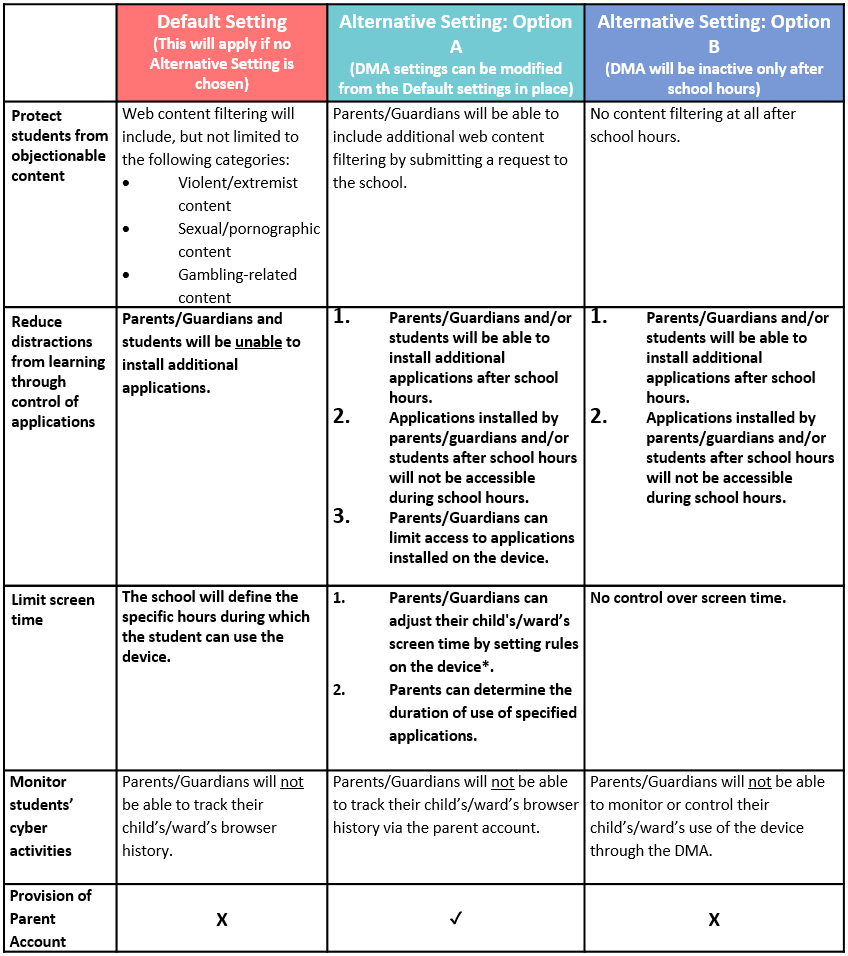 Default Setting
(This will apply if no
Alternative Setting is
chosen)
Alternative Setting: Option
A
(DMA settings can be modified
from the Default settings in place)
Alternative Setting: Option
B
(DMA will be inactive only after
school hours)
Protect
students from
objectionable
content
Web content filtering will
include, but not limited to
the following categories:
• Violent/extremist
content
• Sexual/pornographic
content
• Gambling-related
content
Parents/Guardians will be able to
include additional web content
filtering by submitting a request to
the school.
No content filtering at all after
school hours.
Reduce
distractions
from learning
through
control of
applications
Parents/Guardians and
students will be unable to
install additional
applications.
1. Parents/Guardians and/or
students will be able to
install additional
applications after school
hours.
2. Applications installed by
parents/guardians and/or
students after school hours
will not be accessible
during school hours.
3. Parents/Guardians can
limit access to applications
installed on the device.
1. Parents/Guardians and/or
students will be able to
install additional
applications after school
hours.
2. Applications installed by
parents/guardians and/or
students after school hours
will not be accessible
during school hours.
Limit screen
time
The school will define the
specific hours during which
the student can use the
device.
1. Parents/Guardians can
adjust their child's/ward’s
screen time by setting rules
on the device*.
2. Parents can determine the
duration of use of specified
applications.
No control over screen time.
Monitor
students’
cyber
activities
Parents/Guardians will not
be able to track their
child’s/ward’s browser
history.
Parents/Guardians will not be able
to track their child’s/ward’s browser
history via the parent account.
Parents/Guardians will not be able
to monitor or control their
child’s/ward’s use of the device
through the DMA.
Provision of
Parent
Account
X
✓
X